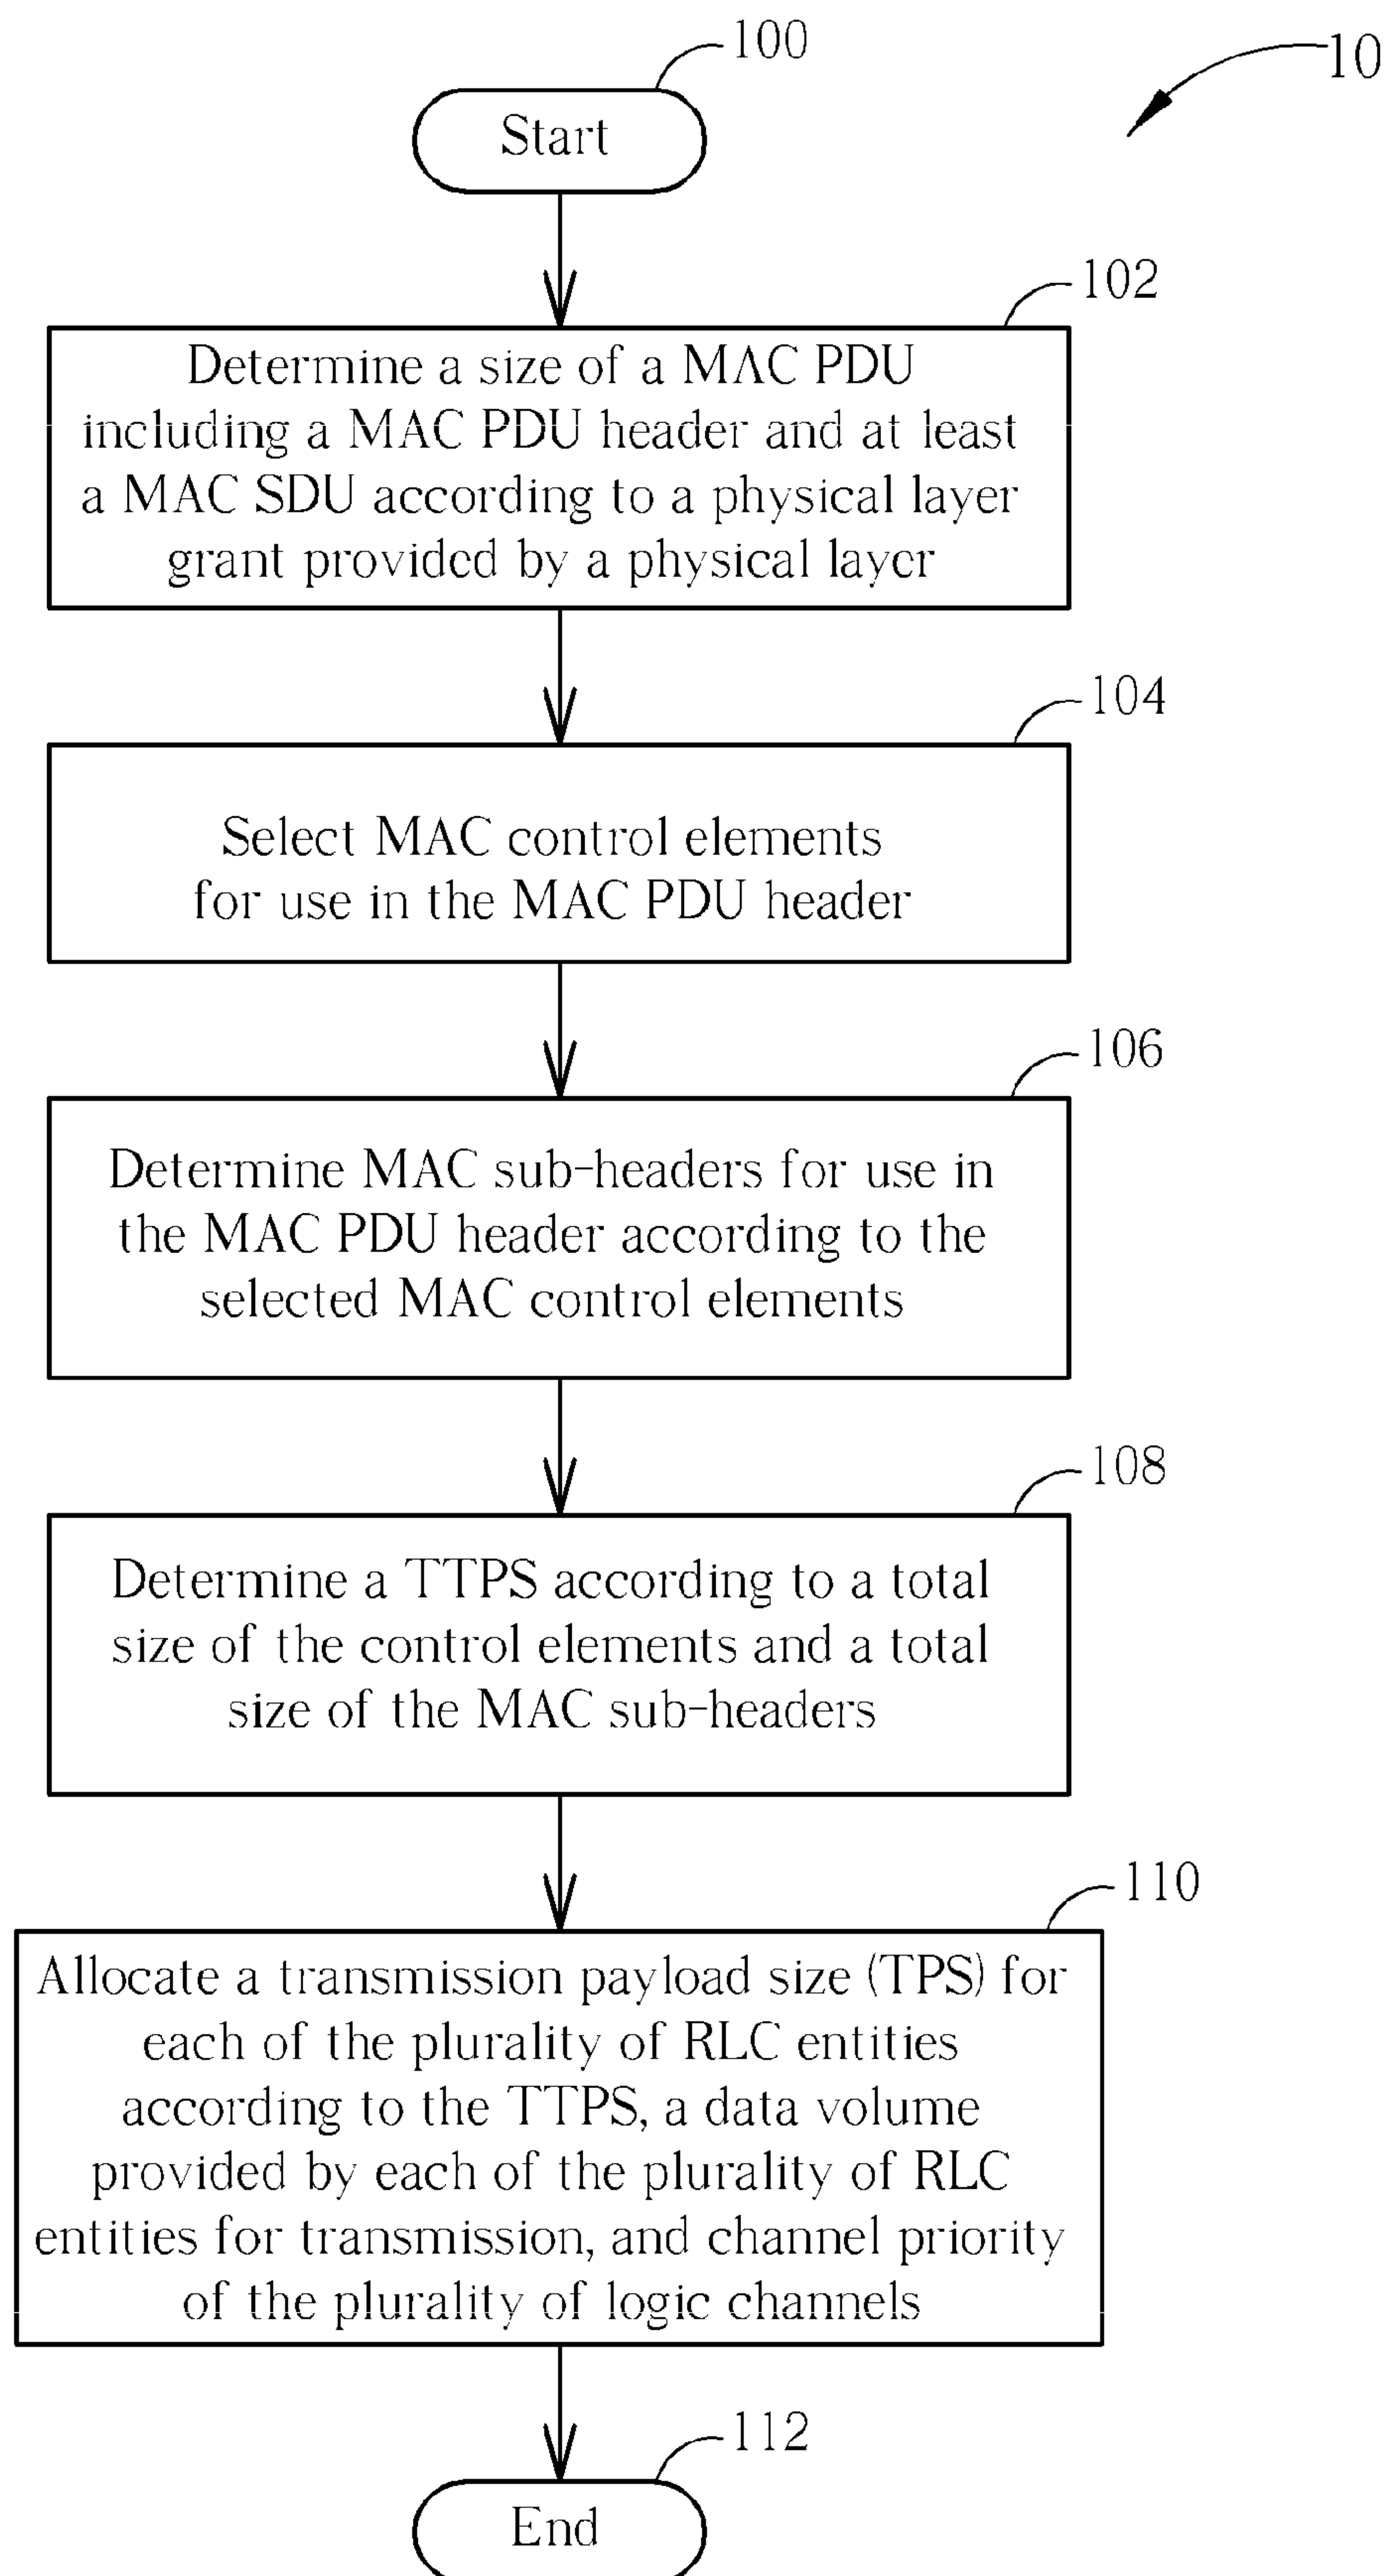 100
10
Start
102
Determine a size of a MAC PDU
including a MAC PDU header and at least
a MAC SDU according to a physical layer
grant provided by a physical layer
104
Select MAC control elements
for use in the MAC PDU header
106
Determine MAC sub-headers for use in
the MAC PDU header according to the
selected MAC control elements
108
Determine a TTPS according to a total
size of the control elements and a total
size of the MAC sub-headers
110
Allocate a transmission payload size (TPS) for
each of the plurality of RLC entities
according to the TTPS, a data volume
provided by each of the plurality of RLC
entities for transmission, and channel priority
of the plurality of logic channels
112
End